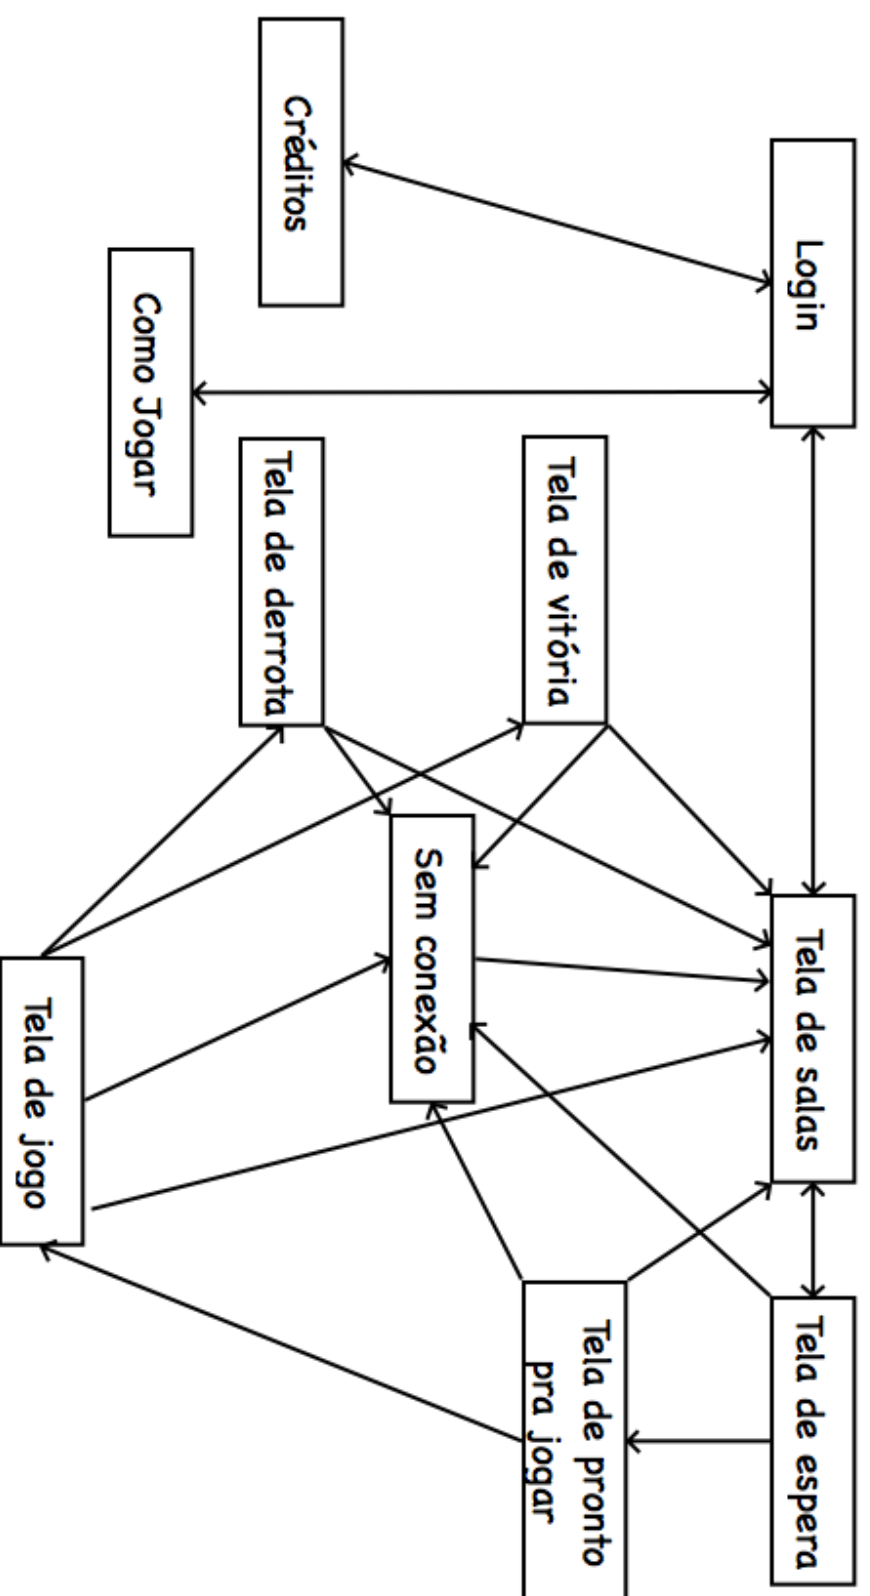 Login
Tela de salas
Tela de espera
Créditos
Como Jogar
Tela de vitória
Tela de derrota
Sem conexão
Tela de pronto
pra jogar
Tela de jogo